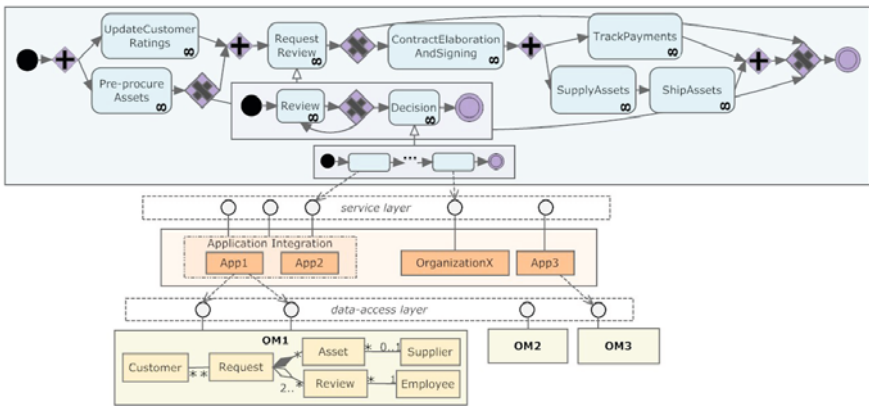 UpdateCustomer
Ratings
Request
Review
ContractElaboration
AndSigning
TrackPayments
Pre-procure
Assets
SupplyAssets
ShipAssets
Review
Decision
...
service layer
Application Integration
App1
App2
OrganizationX
App3
data-access layer
OM1
OM2
OM3
Customer
* *
Request
*
Asset
* 0..1
Supplier
2.. *
Review
* 1
Employee